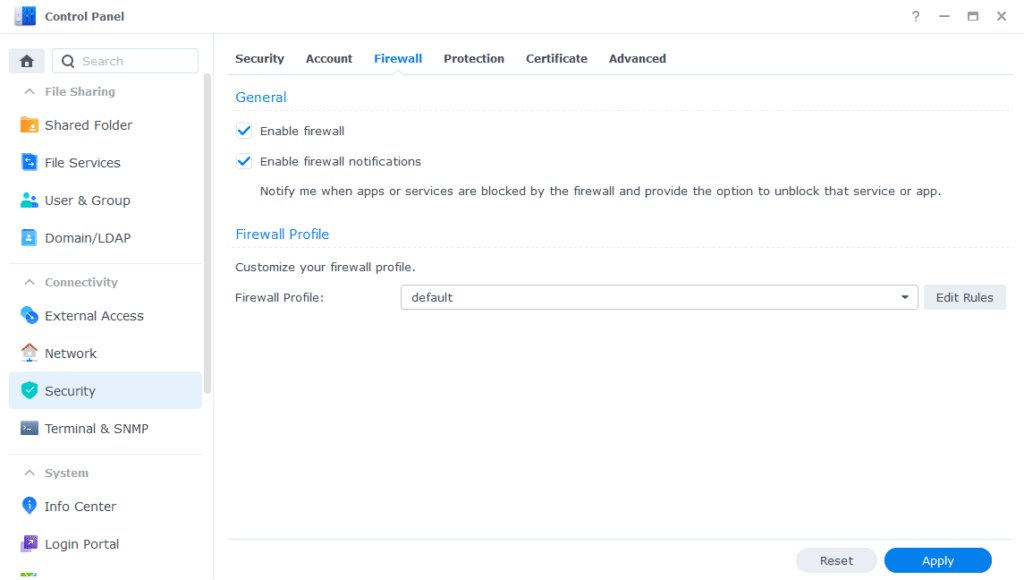 Control Panel
Search
File Sharing
Shared Folder
File Services
User & Group
Domain/LDAP
Connectivity
External Access
Network
Security
Terminal & SNMP
System
Info Center
Login Portal
Security Account Firewall Protection Certificate Advanced
General
Enable firewall
Enable firewall notifications
Notify me when apps or services are blocked by the firewall and provide the option to unblock that service or app.
Firewall Profile
Customize your firewall profile.
Firewall Profile: default Edit Rules
Reset Apply